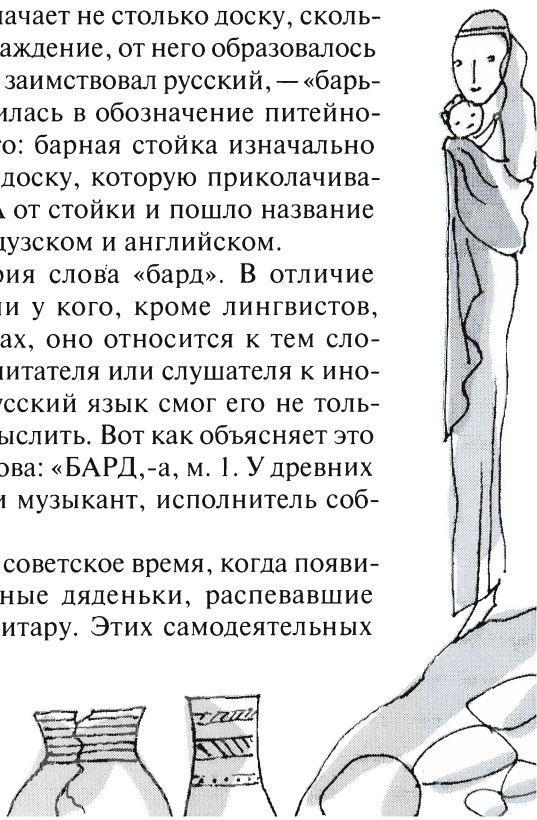 начает не столько доску, сколь-
аждение, от него образовалось
заимствовал русский, — «барь-
илась в обозначение питейно-
го: барная стойка изначально
доску, которую приколачива-
А от стойки и пошло название
цузском и английском.
рия слова «бард». В отличие
ли у кого, кроме лингвистов,
ах, оно относится к тем сло-
читателя или слушателя к ино-
усский язык смог его не толь-
ыслить. Вот как объясняет это
ова: «БАРД,-а, м. 1. У древних
и музыкант, исполнитель соб-
советское время, когда появи-
ные дяденьки, распевавшие
итару. Этих самодеятельных